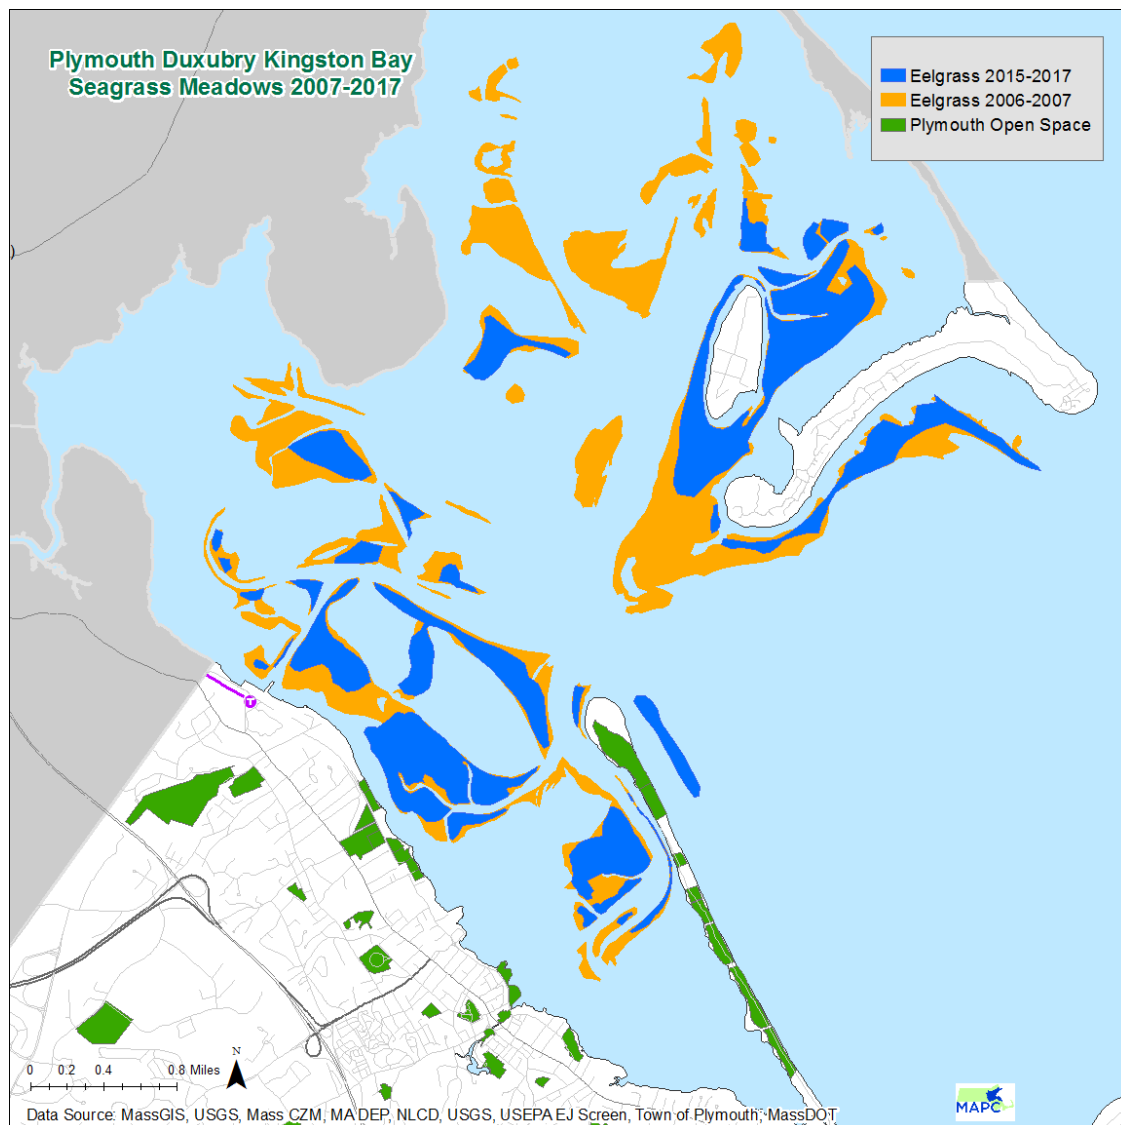 Plymouth Duxubry Kingston Bay
Seagrass Meadows 2007-2017
Eelgrass 2015-2017
Eelgrass 2006-2007
Plymouth Open Space
T
N
0 0.2 0.4 0.8 Miles
Data Source: MassGIS, USGS, Mass CZM, MA DEP, NLCD, USGS, USEPA EJ Screen, Town of Plymouth, MassDOT
MAPC